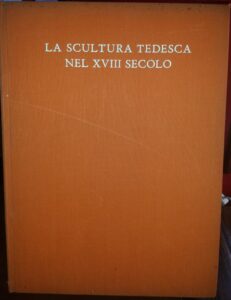 LA SCULTURA TEDESCA
NEL XVIII SECOLO